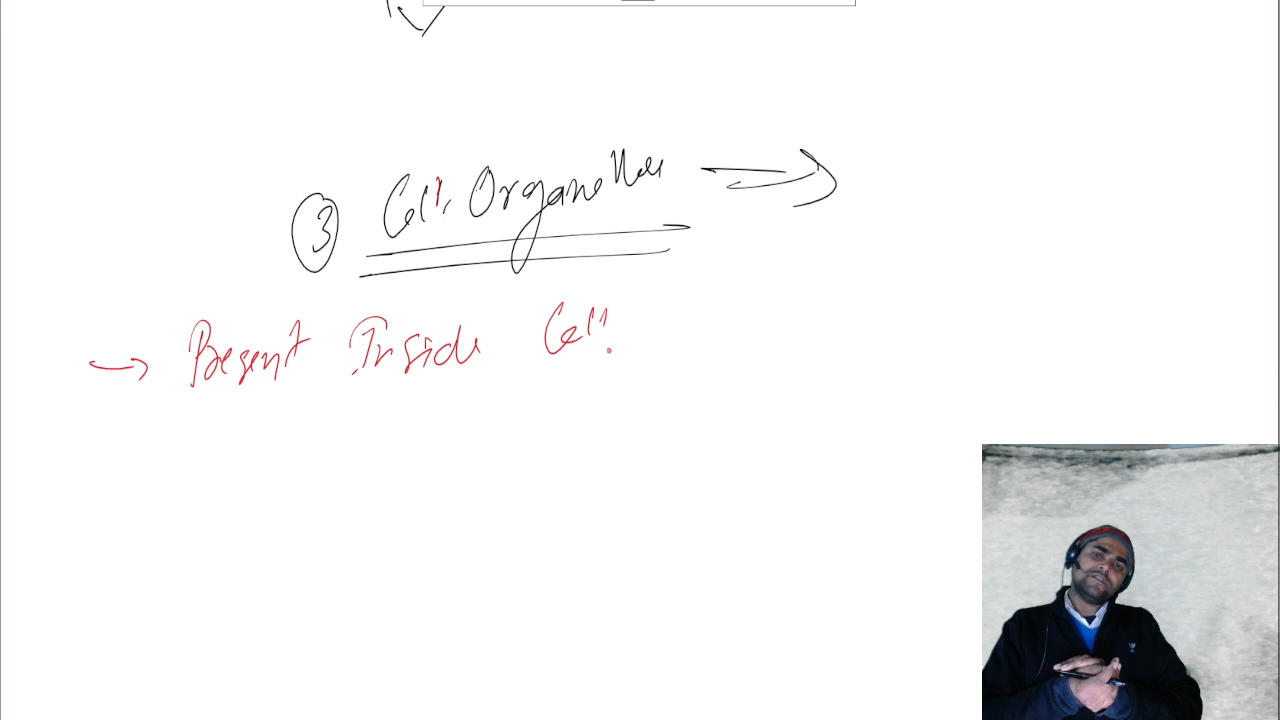 ③ Cell Organelles
→ Present Inside Cell